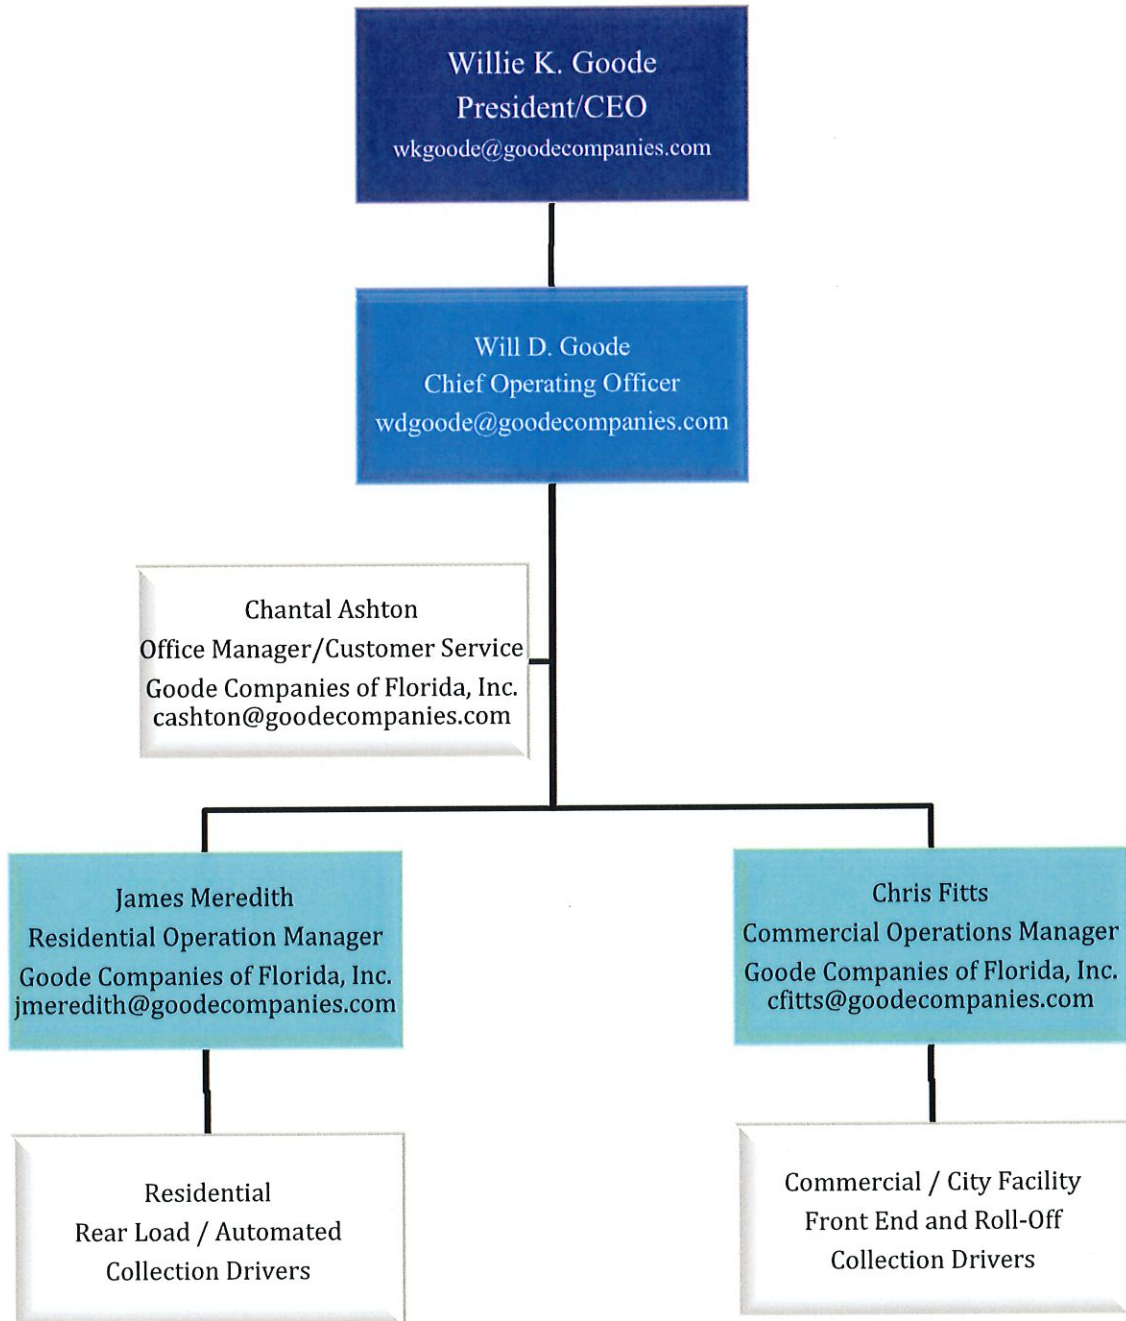 Willie K. Goode
President/CEO
wkgoode@goodecompanies.com
Will D. Goode
Chief Operating Officer
wdgoode@goodecompanies.com
Chantal Ashton
Office Manager/Customer Service
Goode Companies of Florida, Inc.
cashton@goodecompanies.com
James Meredith
Residential Operation Manager
Goode Companies of Florida, Inc.
jmeredith@goodecompanies.com
Chris Fitts
Commercial Operations Manager
Goode Companies of Florida, Inc.
cfitts@goodecompanies.com
Residential
Rear Load / Automated
Collection Drivers
Commercial / City Facility
Front End and Roll-Off
Collection Drivers